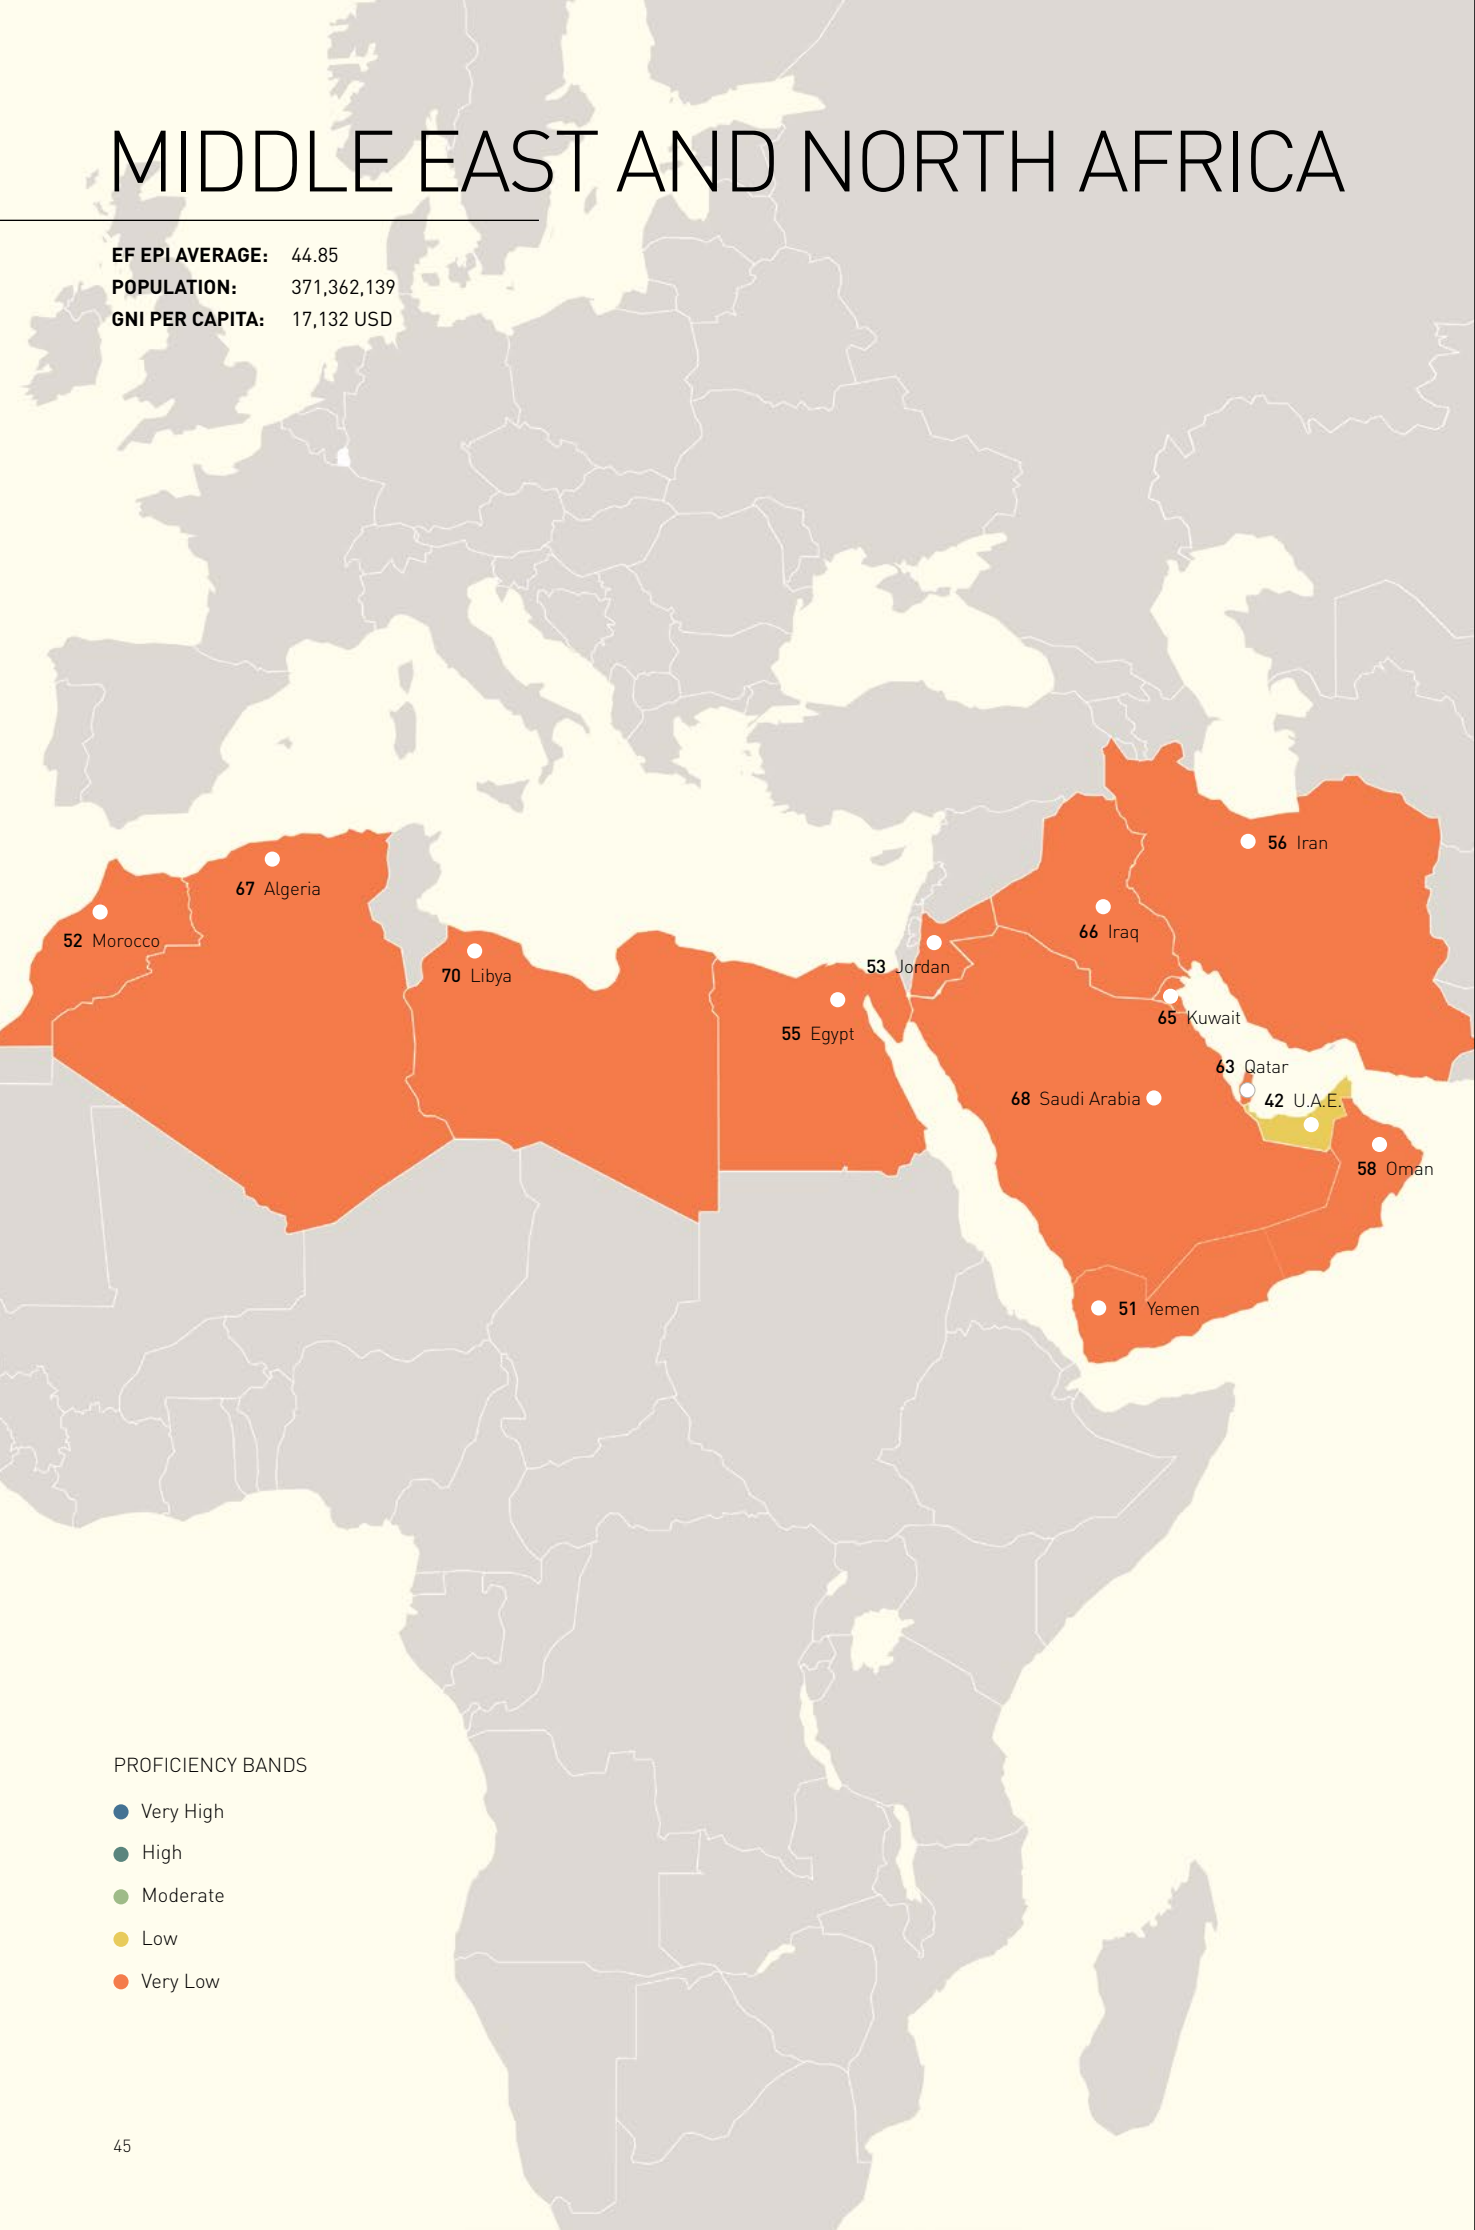 MIDDLE EAST AND NORTH AFRICA
EF EPI AVERAGE: 44.85
POPULATION: 371,362,139
GNI PER CAPITA: 17,132 USD
56 Iran
67 Algeria
66 Iraq
52 Morocco
53 Jordan
70 Libya
65 Kuwait
55 Egypt
63 Qatar
68 Saudi Arabia
42 U.A.E.
58 Oman
51 Yemen
PROFICIENCY BANDS
Very High
High
Moderate
Low
Very Low
45